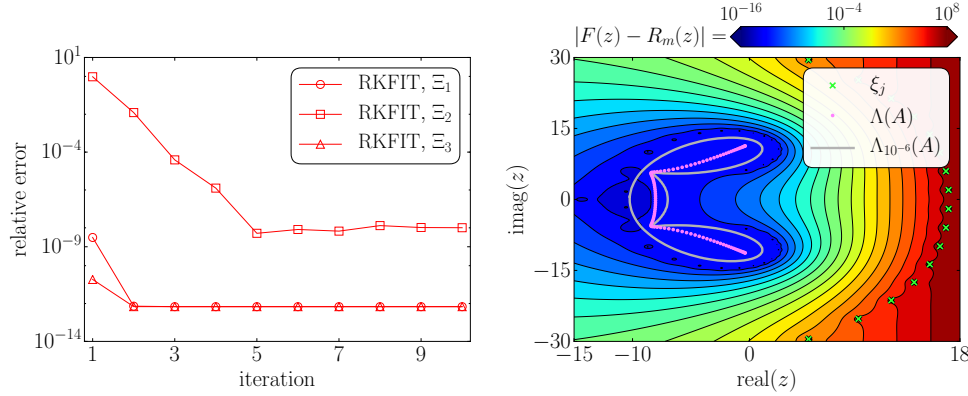 10^1
10^{-4}
10^{-9}
10^{-14}
relative error
1 3 5 7 9
iteration
RKFIT, Ξ_1
RKFIT, Ξ_2
RKFIT, Ξ_3
10^{-16} 10^{-4} 10^8
|F(z) − R_m(z)| =
30
15
0
−15
−30
imag(z)
−15 −10 0 18
real(z)
ξ_j
Λ(A)
Λ_{10^{-6}}(A)